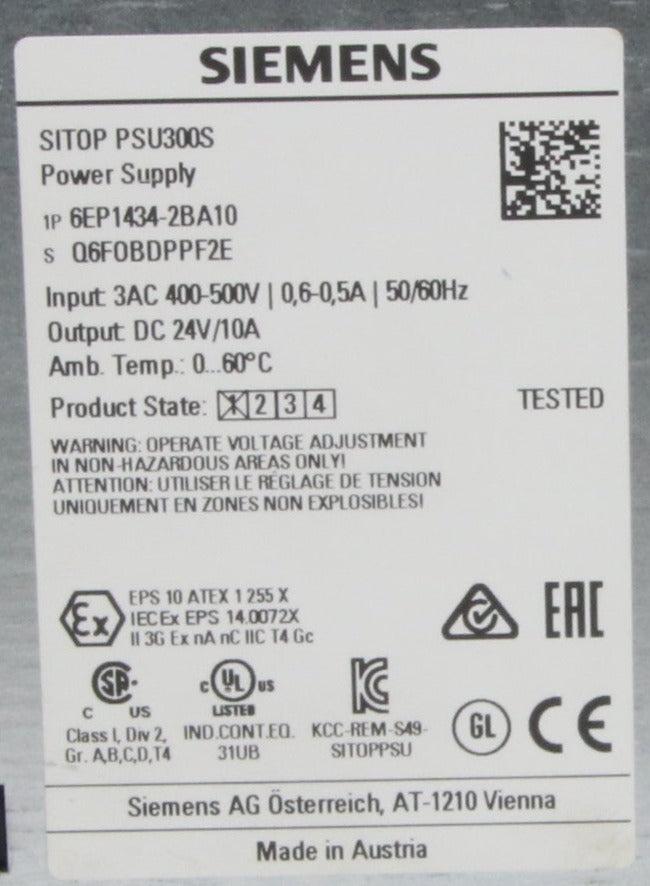 SIEMENS
SITOP PSU300S
Power Supply
1P 6EP1434-2BA10
S Q6F0BDPPF2E
Input: 3AC 400-500V | 0,6-0,5A | 50/60Hz
Output: DC 24V/10A
Amb. Temp.: 0...60°C
Product State: 1 2 3 4 TESTED
WARNING: OPERATE VOLTAGE ADJUSTMENT
IN NON-HAZARDOUS AREAS ONLY!
ATTENTION: UTILISER LE RÉGLAGE DE TENSION
UNIQUEMENT EN ZONES NON EXPLOSIBLES!
Ex
EPS 10 ATEX 1 255 X
IECEx EPS 14.0072X
II 3G Ex nA nC IIC T4 Gc
EAC
SA
C US
Class I, Div 2,
Gr. A,B,C,D,T4
C UL US
LISTED
IND.CONT.EQ.
31UB
KC
KCC-REM-S49-
SITOPPSU
GL CE
Siemens AG Österreich, AT-1210 Vienna
Made in Austria